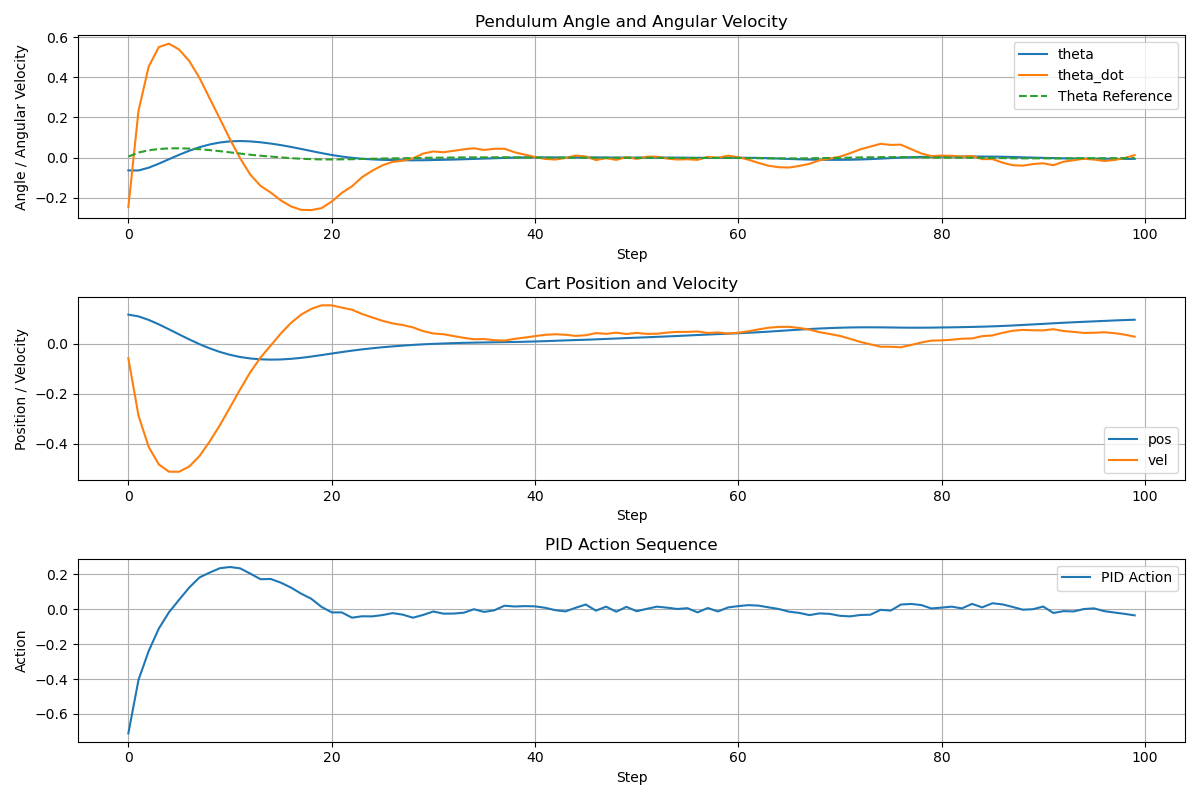 Pendulum Angle and Angular Velocity
Angle / Angular Velocity
0.6
0.4
0.2
0.0
−0.2
theta
theta_dot
Theta Reference
0 20 40 60 80 100
Step
Cart Position and Velocity
Position / Velocity
0.0
−0.2
−0.4
pos
vel
0 20 40 60 80 100
Step
PID Action Sequence
Action
0.2
0.0
−0.2
−0.4
−0.6
PID Action
0 20 40 60 80 100
Step